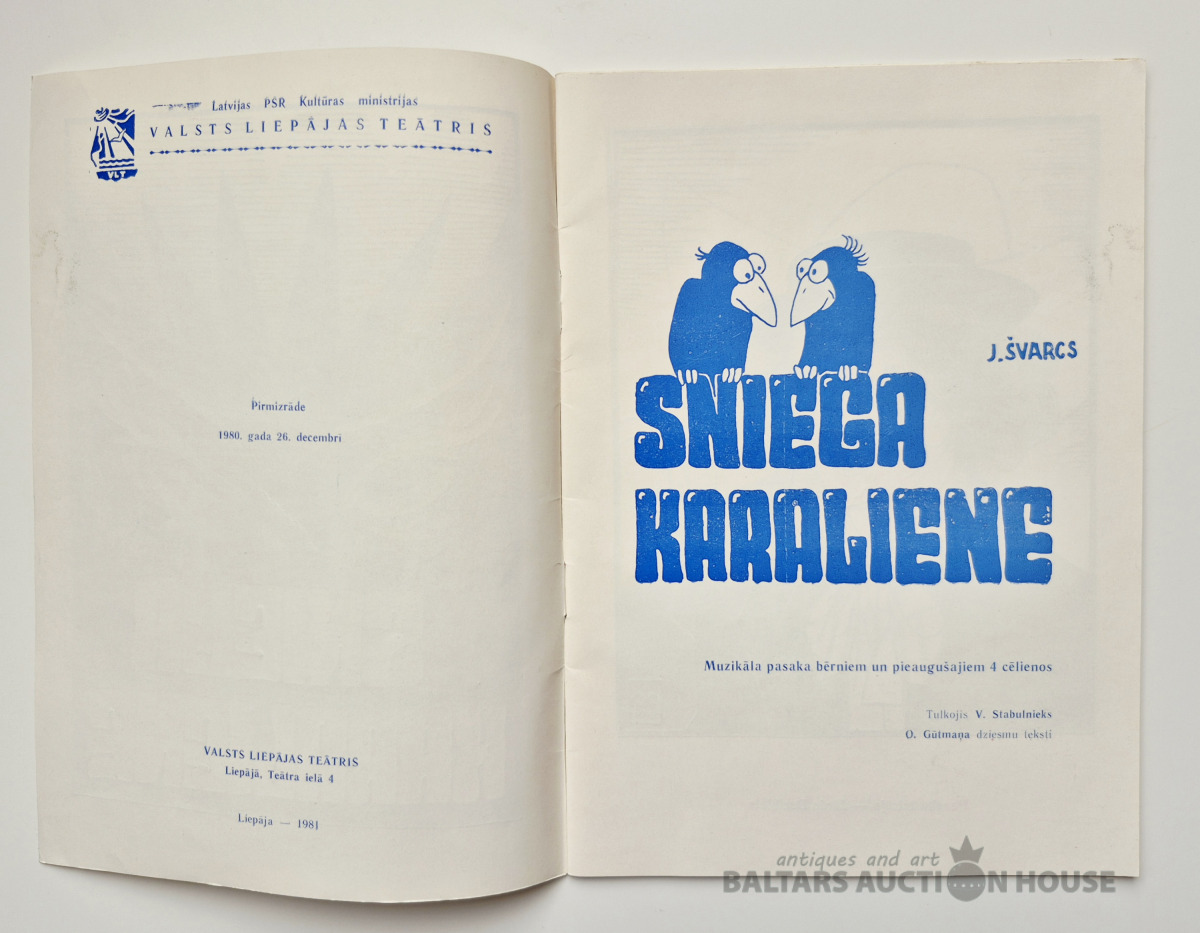 Latvijas PSR Kultūras ministrijas
VALSTS LIEPĀJAS TEĀTRIS
VLT
Pirmizrāde
1980. gada 26. decembrī
VALSTS LIEPĀJAS TEĀTRIS
Liepājā, Teātra ielā 4
Liepāja — 1981
J. ŠVARCS
SNIEGA
KARALIENE
Muzikāla pasaka bērniem un pieaugušajiem 4 cēlienos
Tulkojis V. Stabulnieks
O. Gūtmaņa dziesmu teksti
antiques and art
BALTARS AUCTION HOUSE